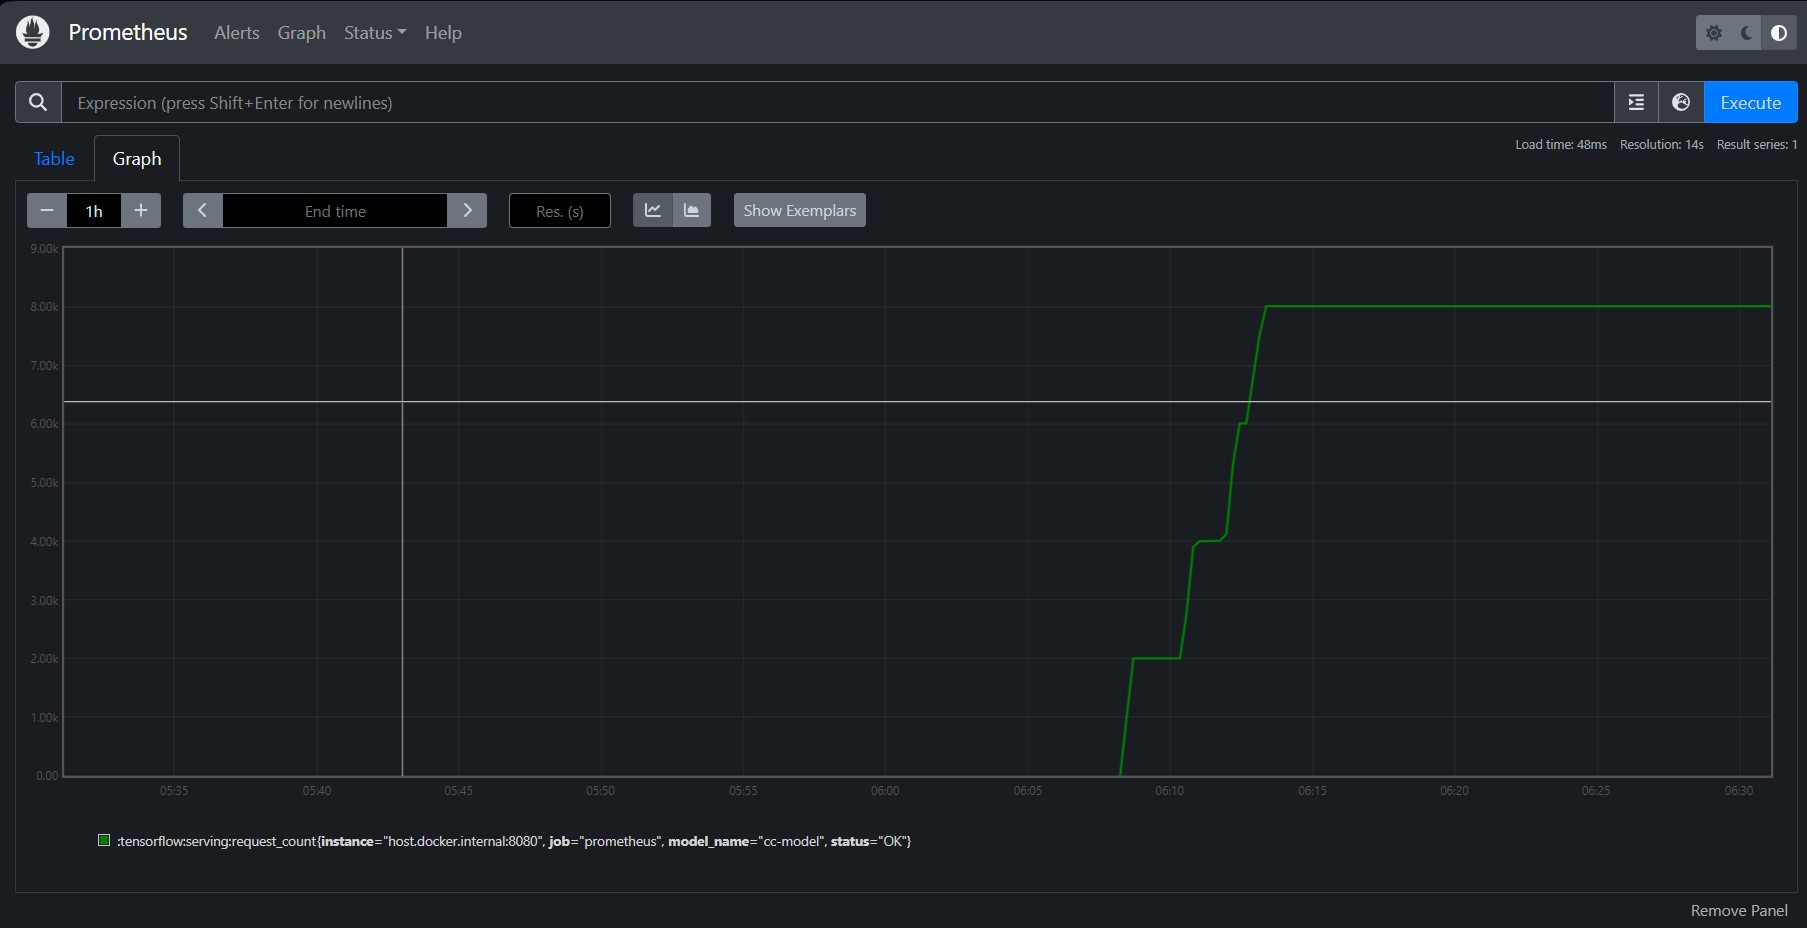 Prometheus Alerts Graph Status Help
Expression (press Shift+Enter for newlines) Execute
Load time: 48ms Resolution: 14s Result series: 1
Table Graph
1h End time Res. (s) Show Exemplars
9.00k
8.00k
7.00k
6.00k
5.00k
4.00k
3.00k
2.00k
1.00k
0.00
05:35 05:40 05:45 05:50 05:55 06:00 06:05 06:10 06:15 06:20 06:25 06:30
:tensorflow:serving:request_count{instance="host.docker.internal:8080", job="prometheus", model_name="cc-model", status="OK"}
Remove Panel